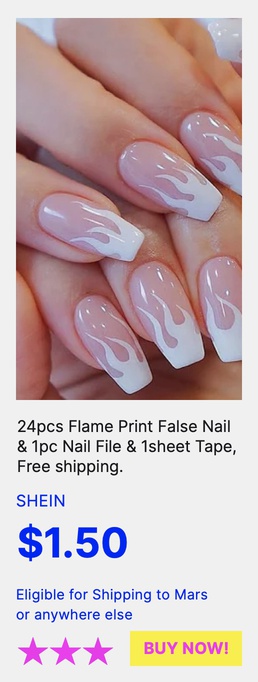 24pcs Flame Print False Nail
& 1pc Nail File & 1sheet Tape,
Free shipping.
SHEIN
$1.50
Eligible for Shipping to Mars
or anywhere else
BUY NOW!